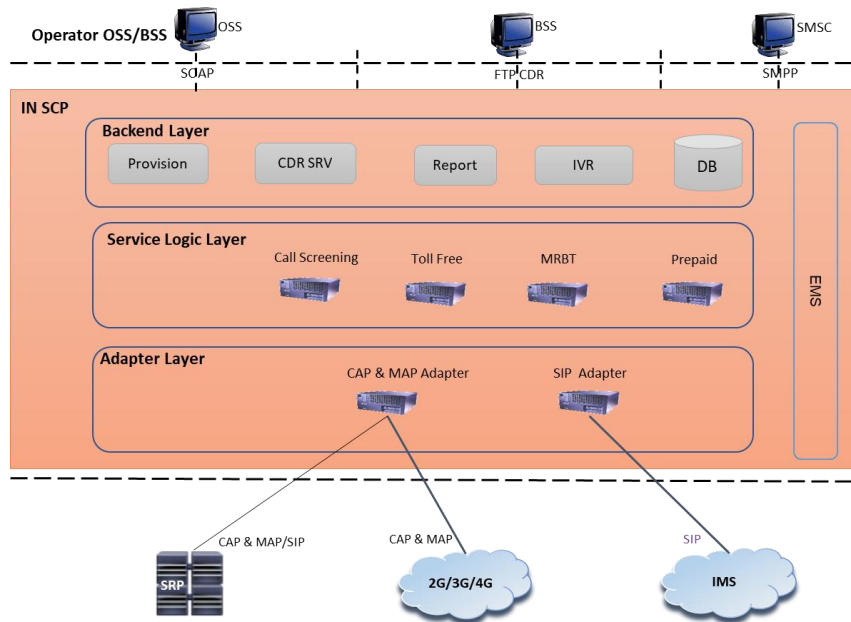 Operator OSS/BSS
OSS
BSS
SMSC
SOAP
FTP CDR
SMPP
IN SCP
Backend Layer
Provision
CDR SRV
Report
IVR
DB
Service Logic Layer
Call Screening
Toll Free
MRBT
Prepaid
EMS
Adapter Layer
CAP & MAP Adapter
SIP Adapter
CAP & MAP/SIP
CAP & MAP
SIP
SRP
2G/3G/4G
IMS